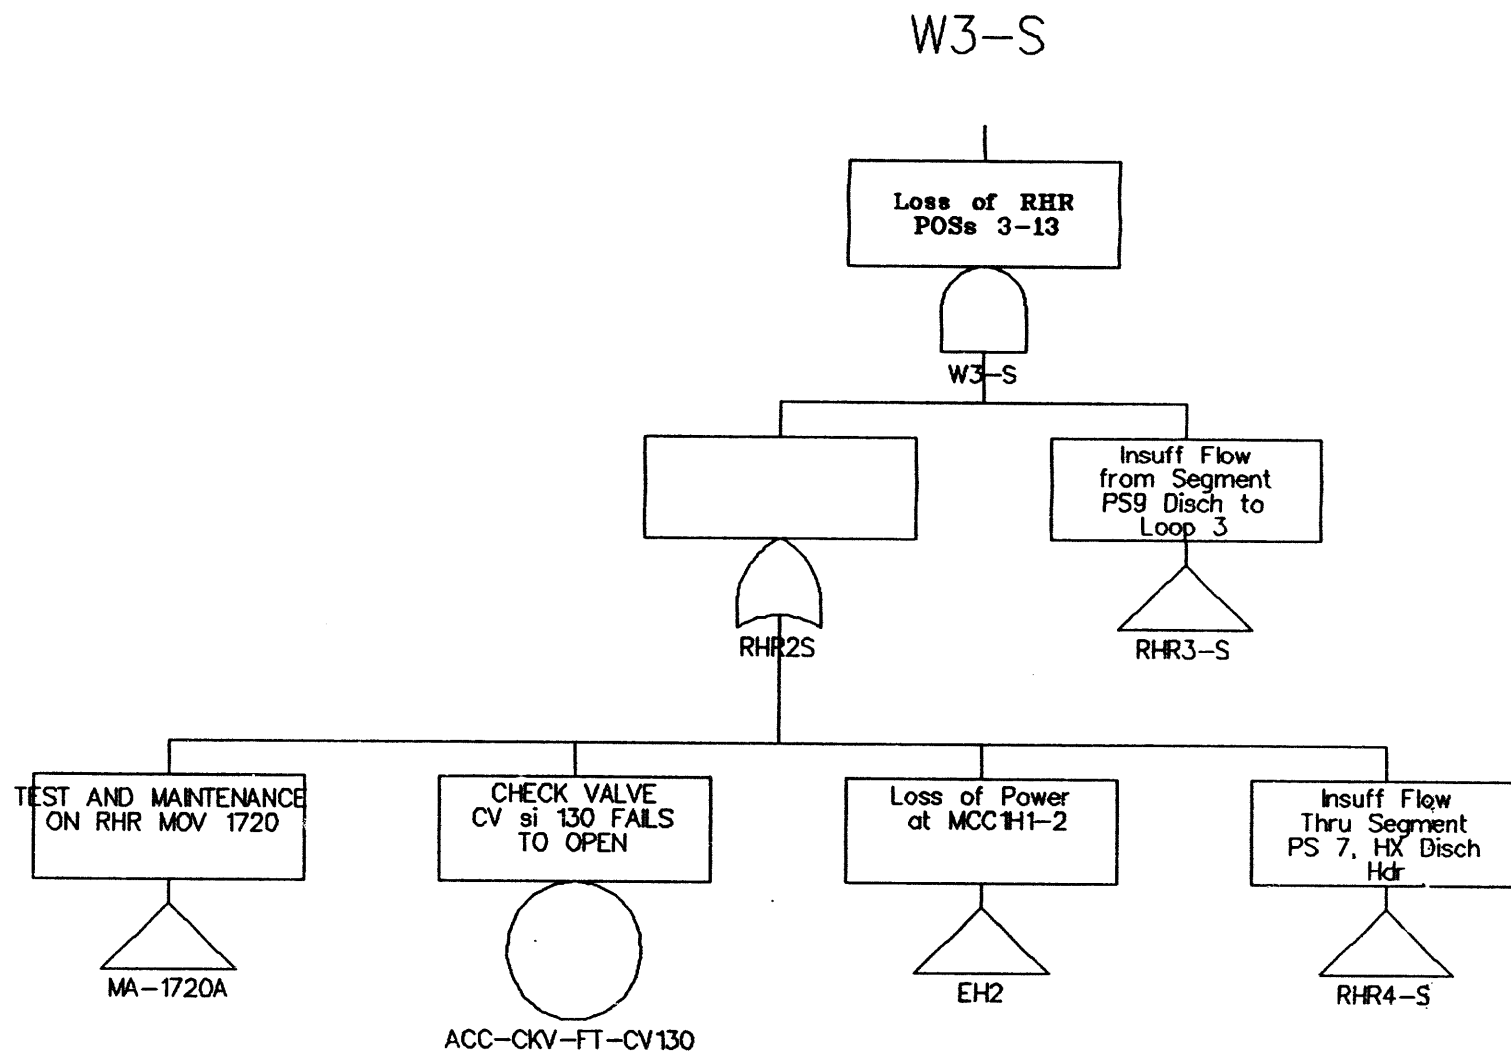 W3-S
Loss of RHR
POSs 3-13
W3-S
Insuff Flow
from Segment
PS9 Disch to
Loop 3
RHR2S
RHR3-S
TEST AND MAINTENANCE
ON RHR MOV 1720
CHECK VALVE
CV si 130 FAILS
TO OPEN
Loss of Power
at MCC1H1-2
Insuff Flow
Thru Segment
PS 7, HX Disch
Hdr
MA-1720A
ACC-CKV-FT-CV130
EH2
RHR4-S